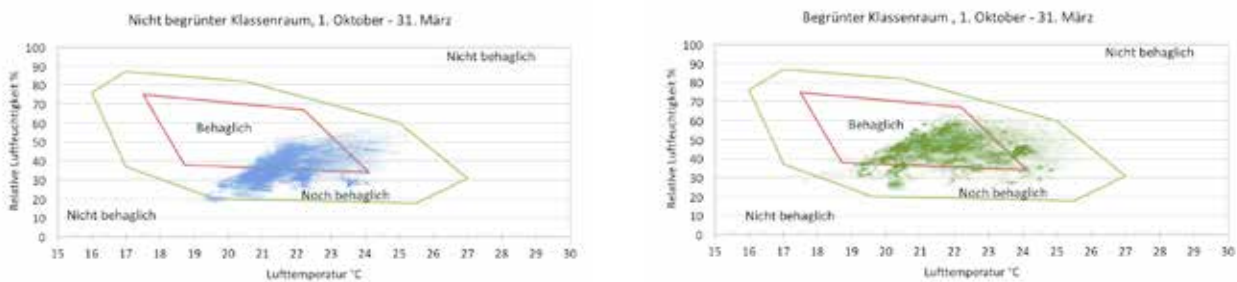 Nicht begrünter Klassenraum, 1. Oktober - 31. März
Relative Luftfeuchtigkeit %
100
90
80
70
60
50
40
30
20
10
0
Nicht behaglich
Behaglich
Noch behaglich
Nicht behaglich
15 16 17 18 19 20 21 22 23 24 25 26 27 28 29 30
Lufttemperatur °C
Begrünter Klassenraum , 1. Oktober - 31. März
Relative Luftfeuchtigkeit %
100
90
80
70
60
50
40
30
20
10
0
Nicht behaglich
Behaglich
Noch behaglich
Nicht behaglich
15 16 17 18 19 20 21 22 23 24 25 26 27 28 29 30
Lufttemperatur °C